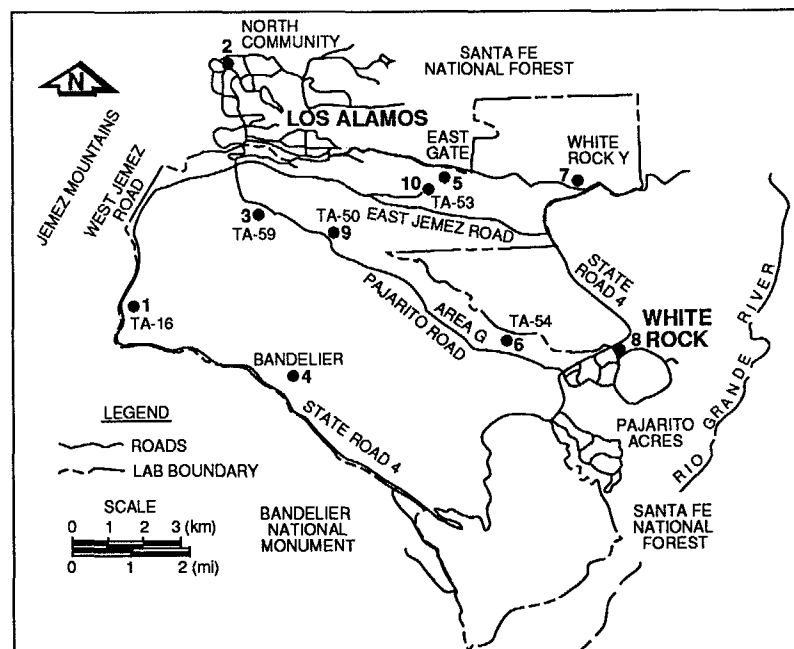 NORTH
COMMUNITY
2
SANTA FE
NATIONAL FOREST
N
LOS ALAMOS
JEMEZ MOUNTAINS
WEST JEMEZ
ROAD
EAST
GATE
5
WHITE
ROCK Y
7
10
TA-53
3
TA-59
TA-50
9
EAST JEMEZ ROAD
STATE
ROAD 4
1
TA-16
PAJARITO ROAD
AREA G
TA-54
6
WHITE
ROCK
8
RIO GRANDE RIVER
BANDELIER
4
STATE ROAD 4
PAJARITO
ACRES
LEGEND
ROADS
LAB BOUNDARY
SCALE
0 1 2 3 (km)
0 1 2 (mi)
BANDELIER
NATIONAL
MONUMENT
SANTA FE
NATIONAL
FOREST